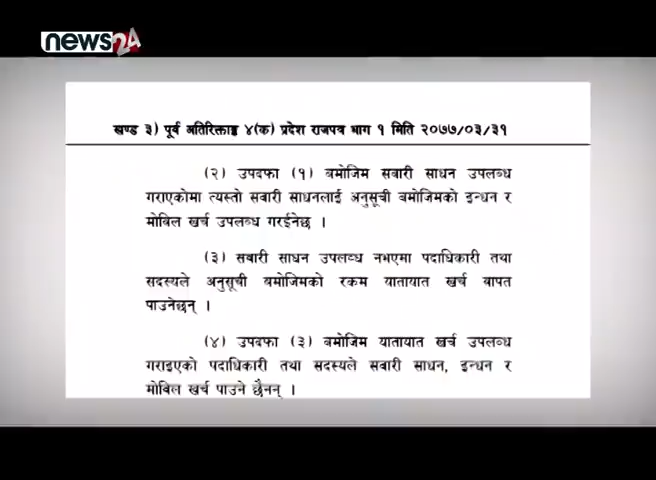 news24
खण्ड ३) पूर्व अतिरिक्ताङ्क ४(क) प्रदेश राजपत्र भाग १ मिति २०७७/०३/३१
(२) उपदफा (१) बमोजिम सवारी साधन उपलब्ध
गराएकोमा त्यस्तो सवारी साधनलाई अनुसूची बमोजिमको इन्धन र
मोविल खर्च उपलब्ध गरईनेछ ।
(३) सवारी साधन उपलव्ध नभएमा पदाधिकारी तथा
सदस्यले अनुसूची बमोजिमको रकम यातायात खर्च वापत
पाउनेछन् ।
(४) उपदफा (३) बमोजिम यातायात खर्च उपलब्ध
गराइएको पदाधिकारी तथा सदस्यले सवारी साधन, इन्धन र
मोविल खर्च पाउने छैनन् ।